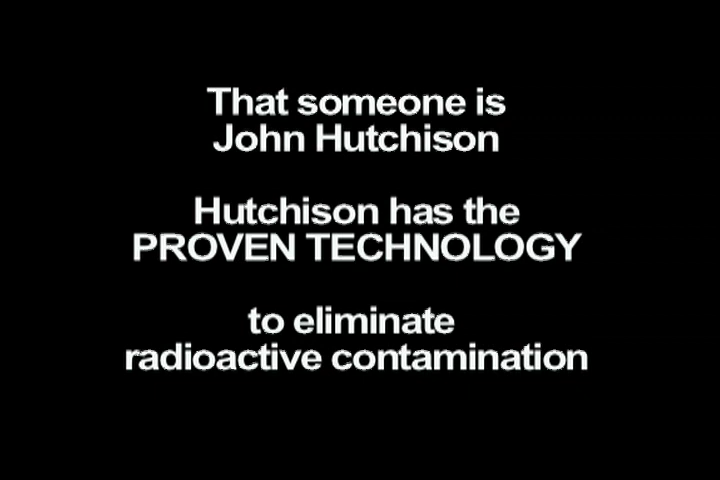 That someone is
John Hutchison
Hutchison has the
PROVEN TECHNOLOGY
to eliminate
radioactive contamination